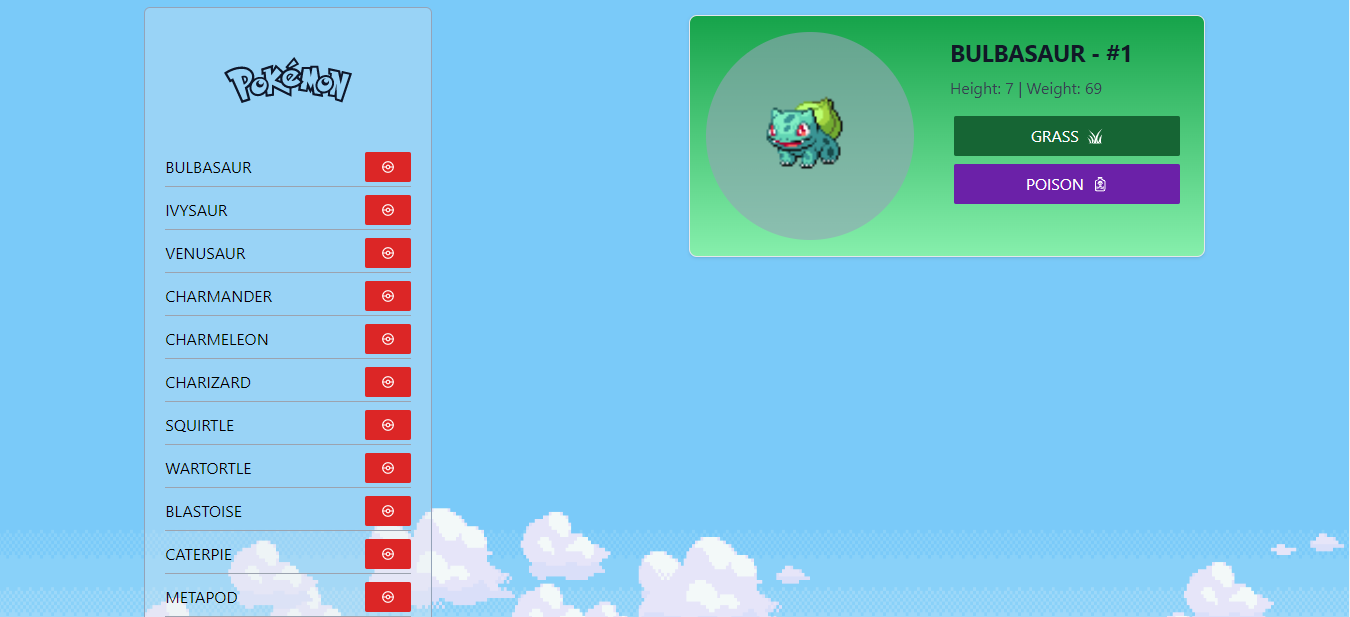 POKéMON
BULBASAUR
IVYSAUR
VENUSAUR
CHARMANDER
CHARMELEON
CHARIZARD
SQUIRTLE
WARTORTLE
BLASTOISE
CATERPIE
METAPOD
BULBASAUR - #1
Height: 7 | Weight: 69
GRASS
POISON